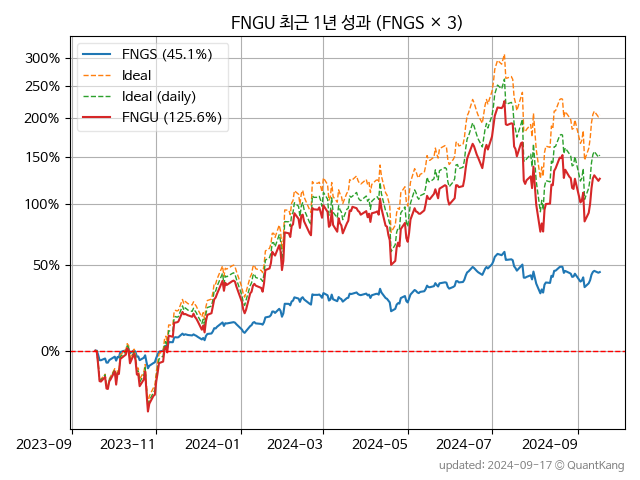 FNGU 최근 1년 성과 (FNGS × 3)
FNGS (45.1%)
Ideal
Ideal (daily)
FNGU (125.6%)
300%
250%
200%
150%
100%
50%
0%
2023-09 2023-11 2024-01 2024-03 2024-05 2024-07 2024-09
updated: 2024-09-17 © QuantKang